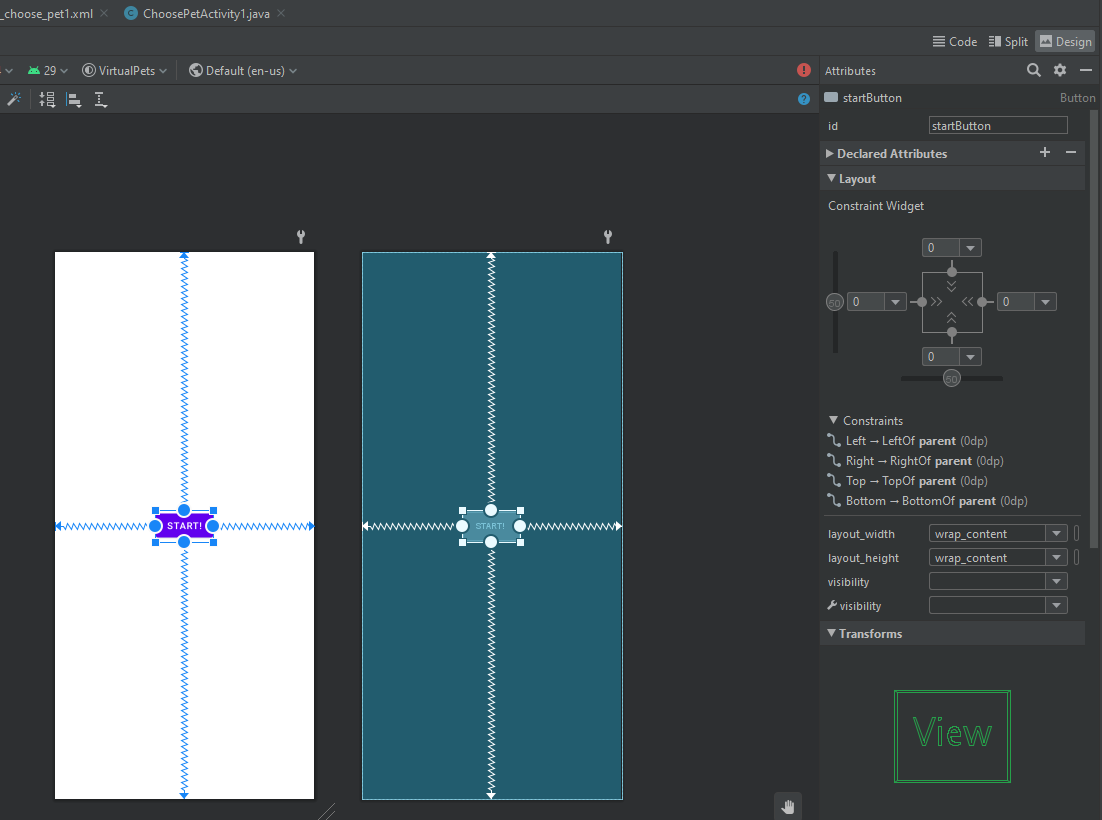 _choose_pet1.xml ChoosePetActivity1.java
Code Split Design
29 VirtualPets Default (en-us)
Attributes
startButton Button
id startButton
Declared Attributes
Layout
Constraint Widget
0
50 0 0
0
50
START! START!
Constraints
Left → LeftOf parent (0dp)
Right → RightOf parent (0dp)
Top → TopOf parent (0dp)
Bottom → BottomOf parent (0dp)
layout_width wrap_content
layout_height wrap_content
visibility
visibility
Transforms
View